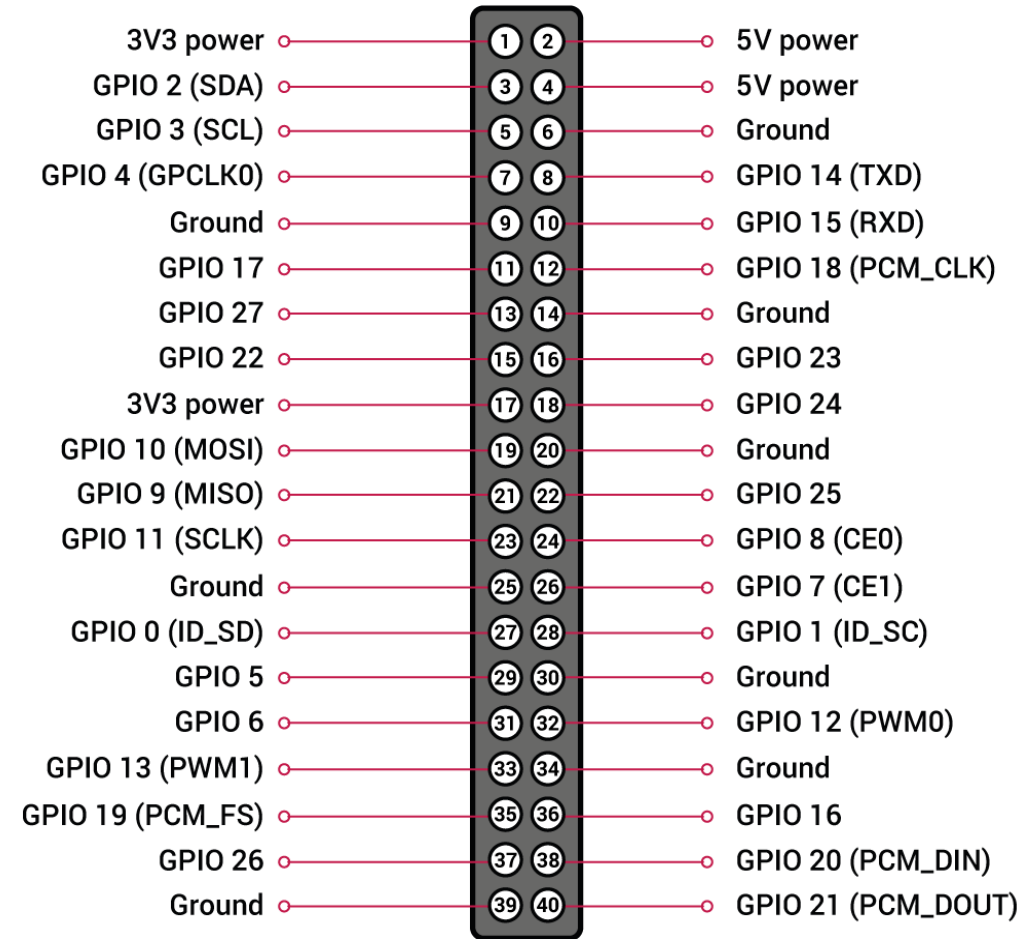 3V3 power 1 2 5V power
GPIO 2 (SDA) 3 4 5V power
GPIO 3 (SCL) 5 6 Ground
GPIO 4 (GPCLK0) 7 8 GPIO 14 (TXD)
Ground 9 10 GPIO 15 (RXD)
GPIO 17 11 12 GPIO 18 (PCM_CLK)
GPIO 27 13 14 Ground
GPIO 22 15 16 GPIO 23
3V3 power 17 18 GPIO 24
GPIO 10 (MOSI) 19 20 Ground
GPIO 9 (MISO) 21 22 GPIO 25
GPIO 11 (SCLK) 23 24 GPIO 8 (CE0)
Ground 25 26 GPIO 7 (CE1)
GPIO 0 (ID_SD) 27 28 GPIO 1 (ID_SC)
GPIO 5 29 30 Ground
GPIO 6 31 32 GPIO 12 (PWM0)
GPIO 13 (PWM1) 33 34 Ground
GPIO 19 (PCM_FS) 35 36 GPIO 16
GPIO 26 37 38 GPIO 20 (PCM_DIN)
Ground 39 40 GPIO 21 (PCM_DOUT)